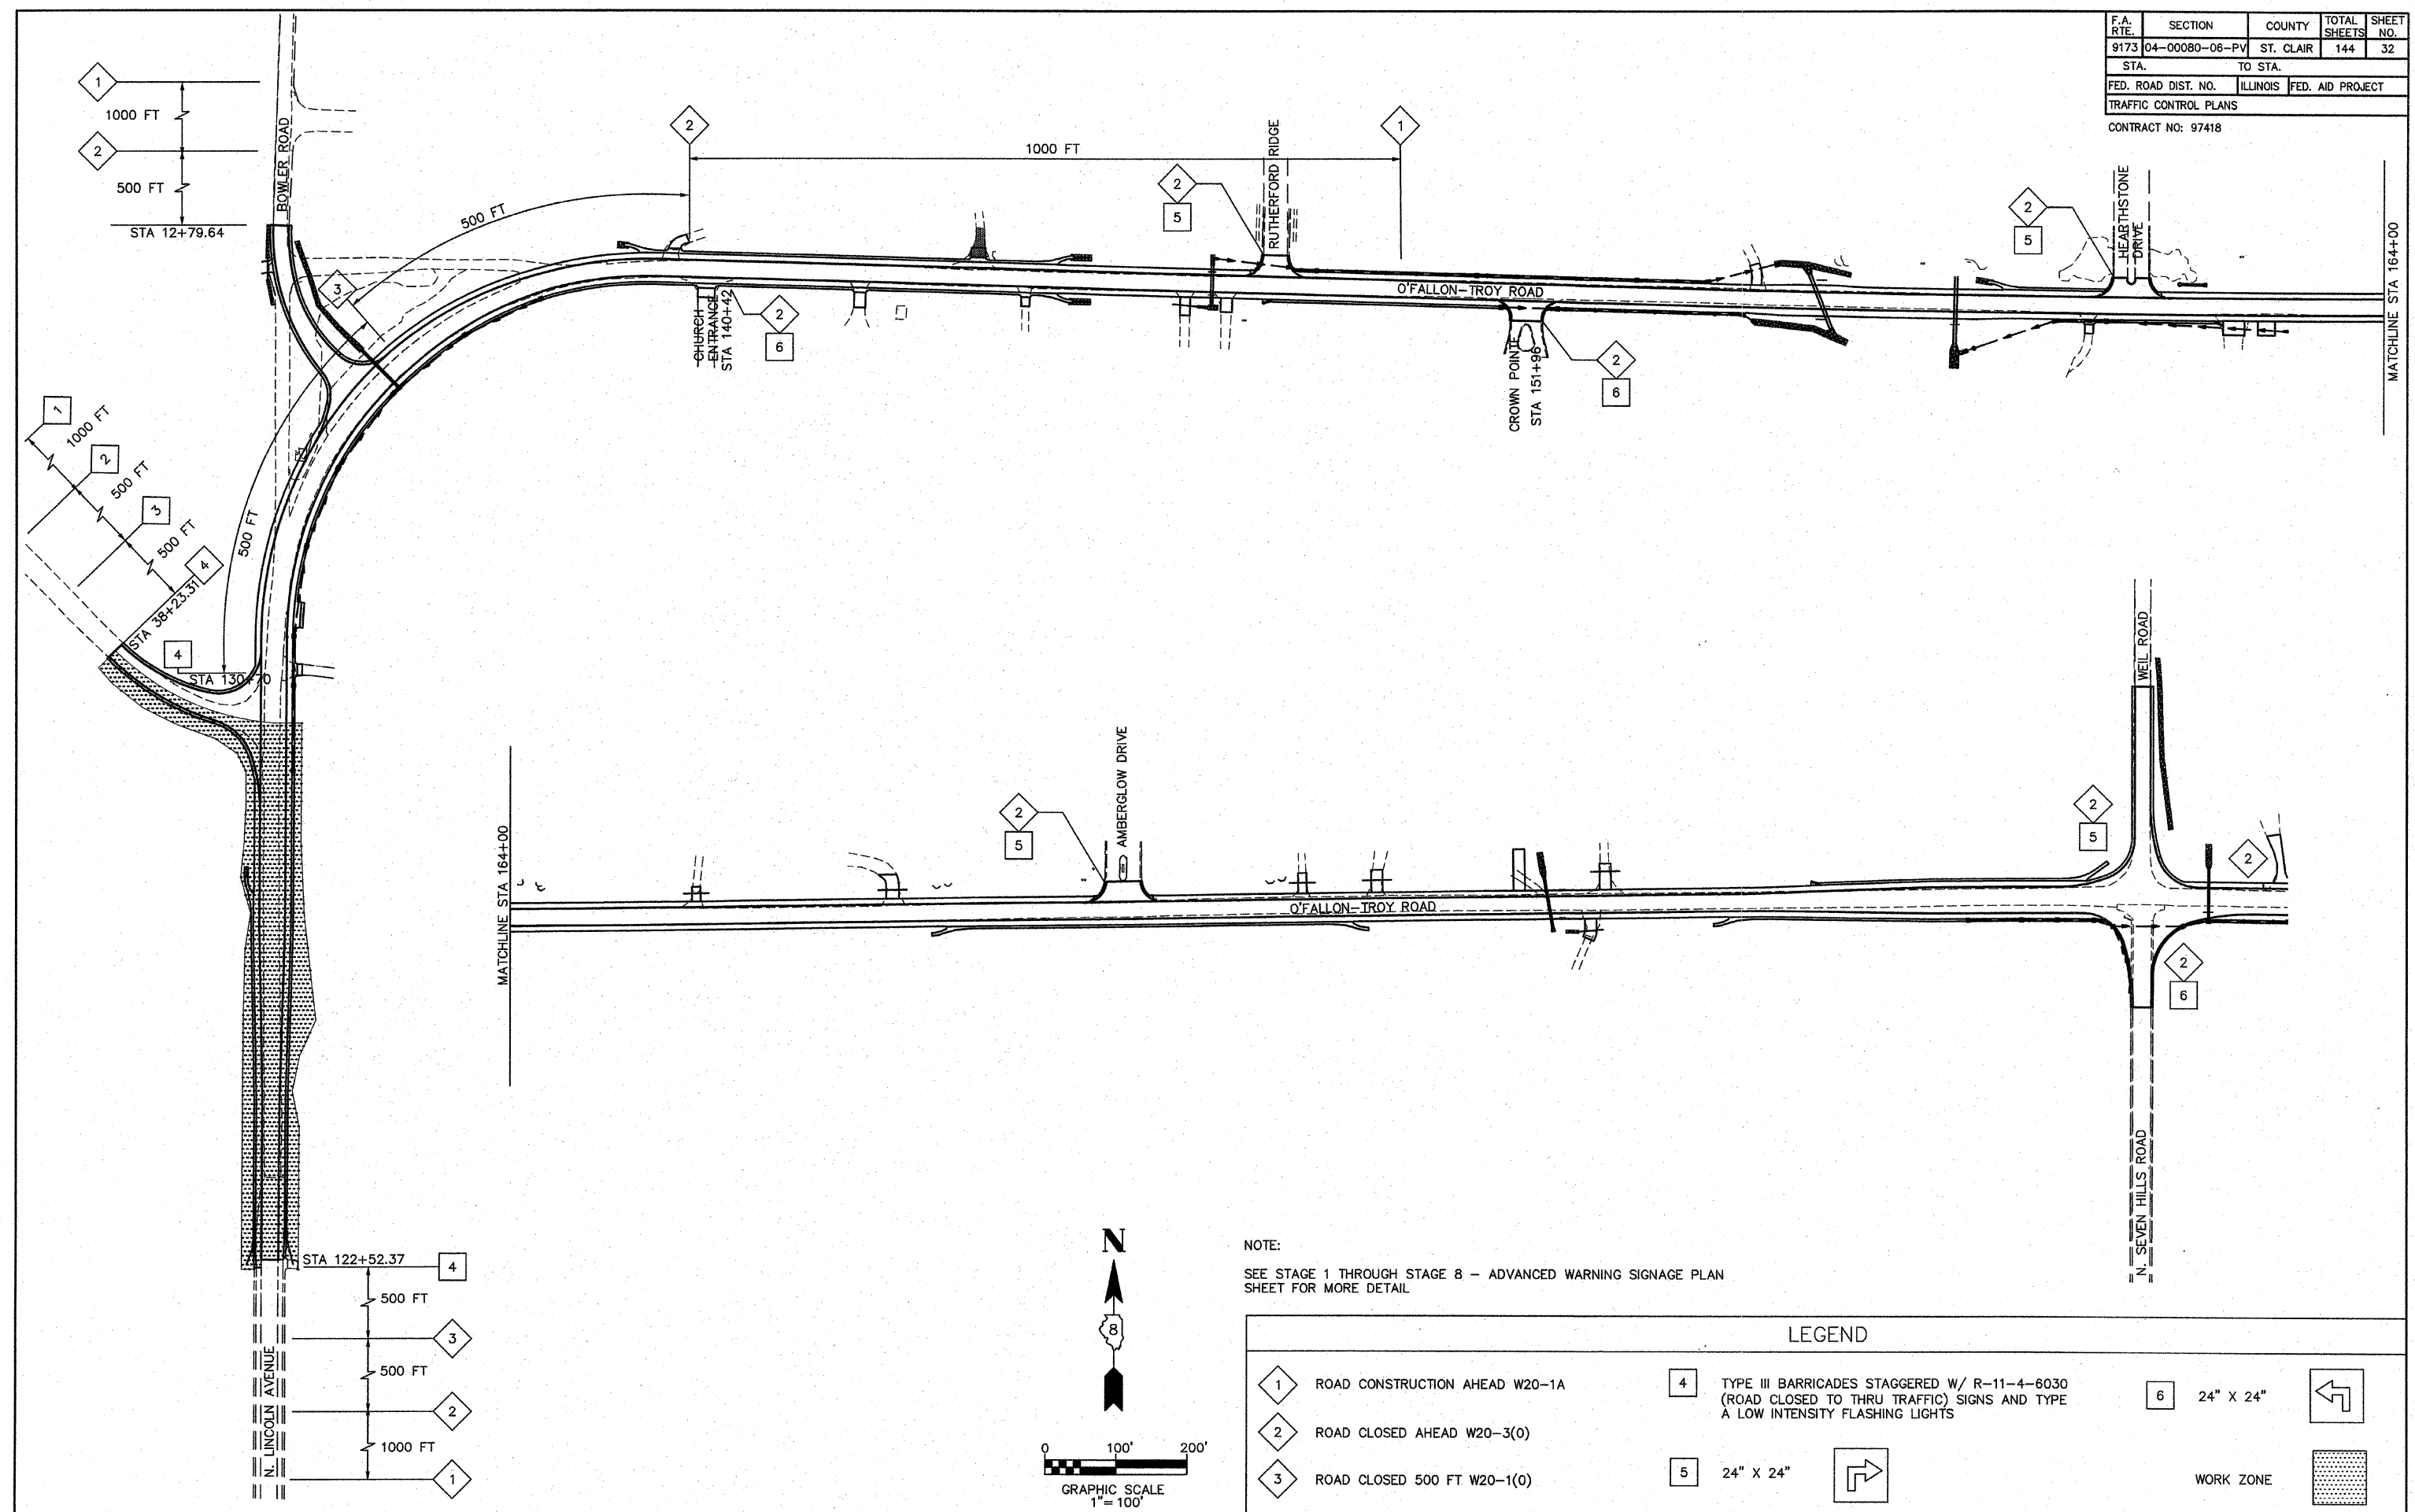 F.A. RTE.
SECTION
COUNTY
TOTAL SHEETS
SHEET NO.
9173
04-00080-06-PV
ST. CLAIR
144
32
STA. TO STA.
FED. ROAD DIST. NO.
ILLINOIS
FED. AID PROJECT
TRAFFIC CONTROL PLANS
CONTRACT NO: 97418
1
1000 FT
2
500 FT
STA 12+79.64
BOWLER ROAD
3
500 FT
2
1000 FT
1
2
5
RUTHERFORD RIDGE
2
5
HEARTHSTONE
DRIVE
MATCHLINE STA 164+00
O'FALLON-TROY ROAD
CHURCH
ENTRANCE
STA 140+42
2
6
CROWN POINTE
STA 151+96
2
6
1
1000 FT
2
500 FT
3
500 FT
4
STA 38+23.31
500 FT
4
STA 130+70
MATCHLINE STA 164+00
2
5
AMBERGLOW DRIVE
O'FALLON-TROY ROAD
WEIL ROAD
2
5
2
2
6
N. SEVEN HILLS ROAD
STA 122+52.37
4
500 FT
3
500 FT
2
1000 FT
1
N. LINCOLN AVENUE
N
8
0 100' 200'
GRAPHIC SCALE
1"= 100'
NOTE:
SEE STAGE 1 THROUGH STAGE 8 - ADVANCED WARNING SIGNAGE PLAN
SHEET FOR MORE DETAIL
LEGEND
1 ROAD CONSTRUCTION AHEAD W20-1A
2 ROAD CLOSED AHEAD W20-3(0)
3 ROAD CLOSED 500 FT W20-1(0)
4 TYPE III BARRICADES STAGGERED W/ R-11-4-6030
(ROAD CLOSED TO THRU TRAFFIC) SIGNS AND TYPE
A LOW INTENSITY FLASHING LIGHTS
5 24" X 24"
6 24" X 24"
WORK ZONE